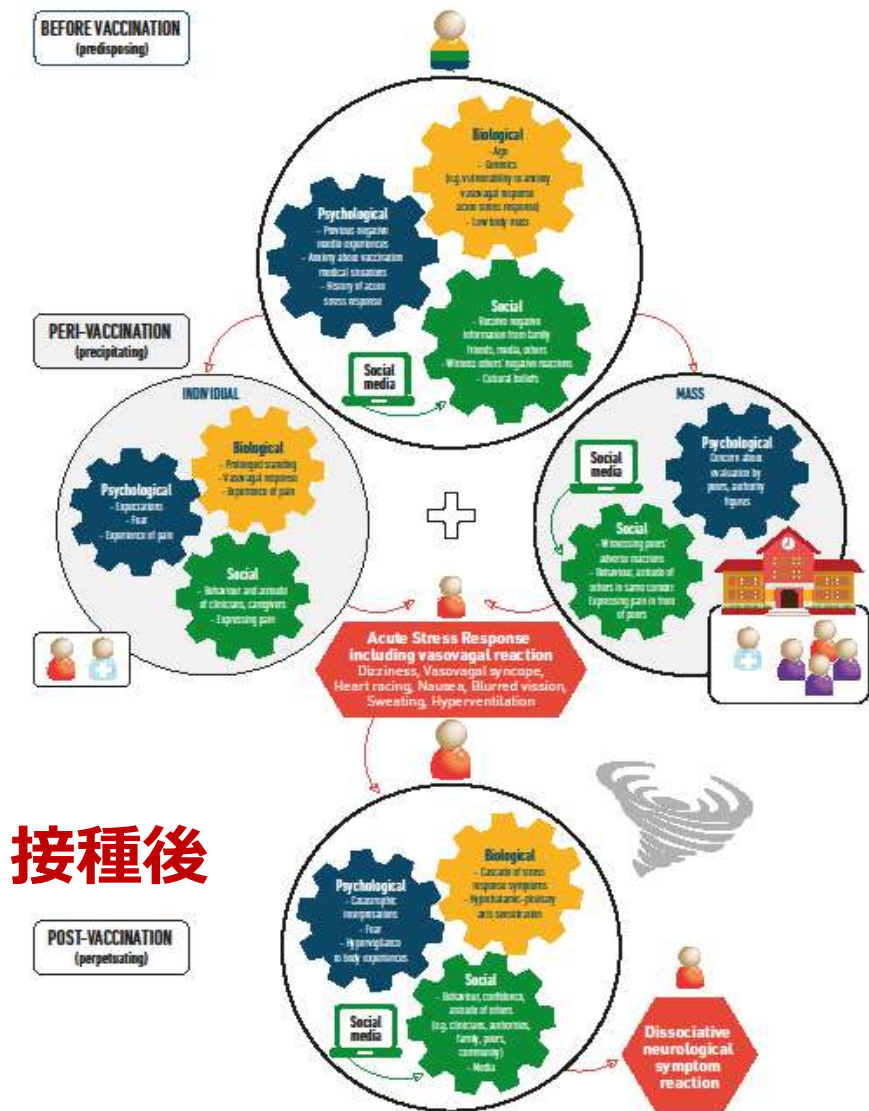 BEFORE VACCINATION
(predisposing)
Biological
- Age
- Genetics
(e.g. vulnerability to anxiety
vasovagal response
acute stress response)
- Low body mass
Psychological
- Previous negative
needle experiences
- Anxiety about vaccination
medical situations
- History of acute
stress response
Social
- Receive negative
information from family
friends, media, others
- Witness others' negative reactions
- Cultural beliefs
Social
media
PERI-VACCINATION
(precipitating)
INDIVIDUAL
Biological
- Prolonged standing
- Vasovagal response
- Experience of pain
Psychological
- Expectations
- Fear
- Experience of pain
Social
- Behaviour and attitude
of clinicians, caregivers
- Expressing pain
MASS
Psychological
Concern about
evaluation by
peers, authority
figures
Social
media
Social
- Witnessing peers'
adverse reactions
- Behaviour, attitude of
others in same context
Expressing pain in front
of peers
Acute Stress Response
including vasovagal reaction
Dizziness, Vasovagal syncope,
Heart racing, Nausea, Blurred vission,
Sweating, Hyperventilation
接種後
POST-VACCINATION
(perpetuating)
Biological
- Cascade of stress
response symptoms
- Hypothalamic-pituitary
axis sensitization
Psychological
- Catastrophic
interpretations
- Fear
- Hypervigilance
to body experiences
Social
- Behaviour, confidence,
attitude of others
(e.g. clinicians, authorities,
family, peers,
community)
- Media
Social
media
Dissociative
neurological
symptom
reaction